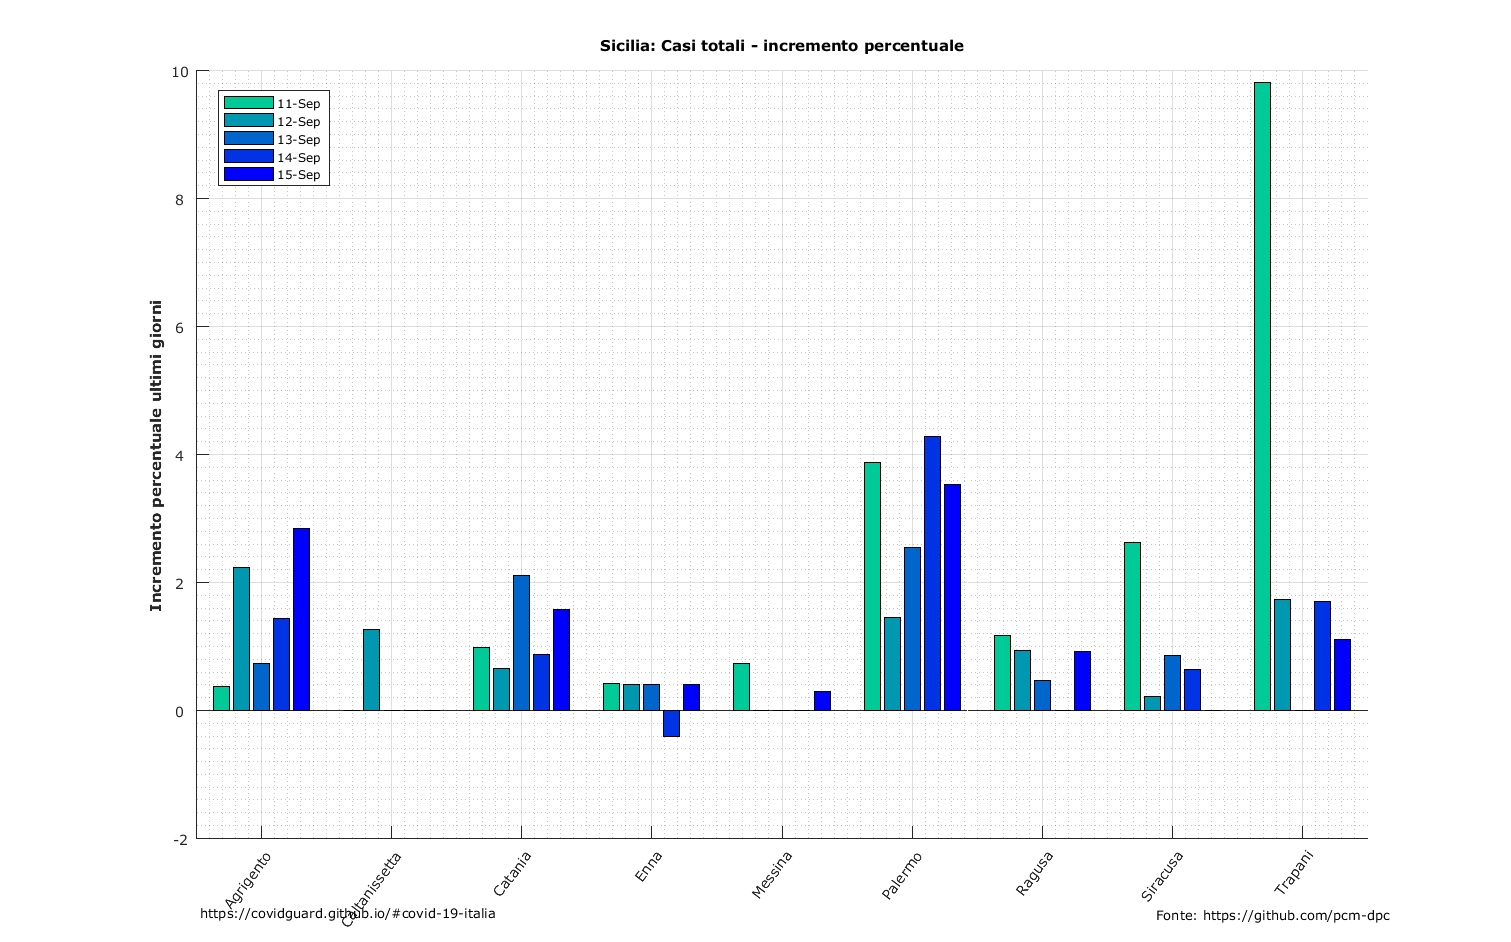 Sicilia: Casi totali - incremento percentuale
10
8
6
4
2
0
-2
Incremento percentuale ultimi giorni
11-Sep
12-Sep
13-Sep
14-Sep
15-Sep
Agrigento
Caltanissetta
Catania
Enna
Messina
Palermo
Ragusa
Siracusa
Trapani
https://covidguard.github.io/#covid-19-italia
Fonte: https://github.com/pcm-dpc